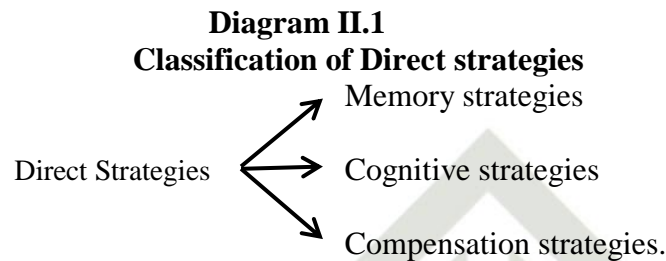 Diagram II.1
Classification of Direct strategies
Memory strategies
Direct Strategies
Cognitive strategies
Compensation strategies.